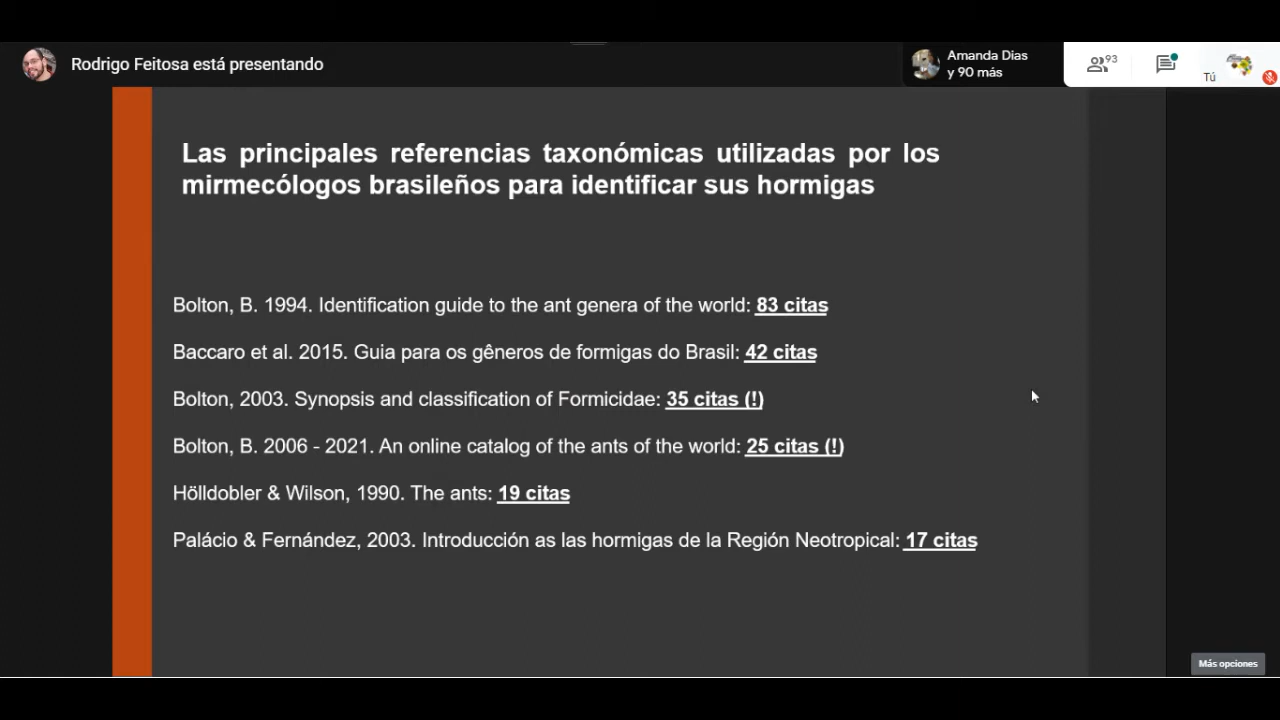 Rodrigo Feitosa está presentando
Amanda Dias
y 90 más
93
Tú
Las principales referencias taxonómicas utilizadas por los
mirmecólogos brasileños para identificar sus hormigas
Bolton, B. 1994. Identification guide to the ant genera of the world: 83 citas
Baccaro et al. 2015. Guia para os gêneros de formigas do Brasil: 42 citas
Bolton, 2003. Synopsis and classification of Formicidae: 35 citas (!)
Bolton, B. 2006 - 2021. An online catalog of the ants of the world: 25 citas (!)
Hölldobler & Wilson, 1990. The ants: 19 citas
Palácio & Fernández, 2003. Introducción as las hormigas de la Región Neotropical: 17 citas
Más opciones